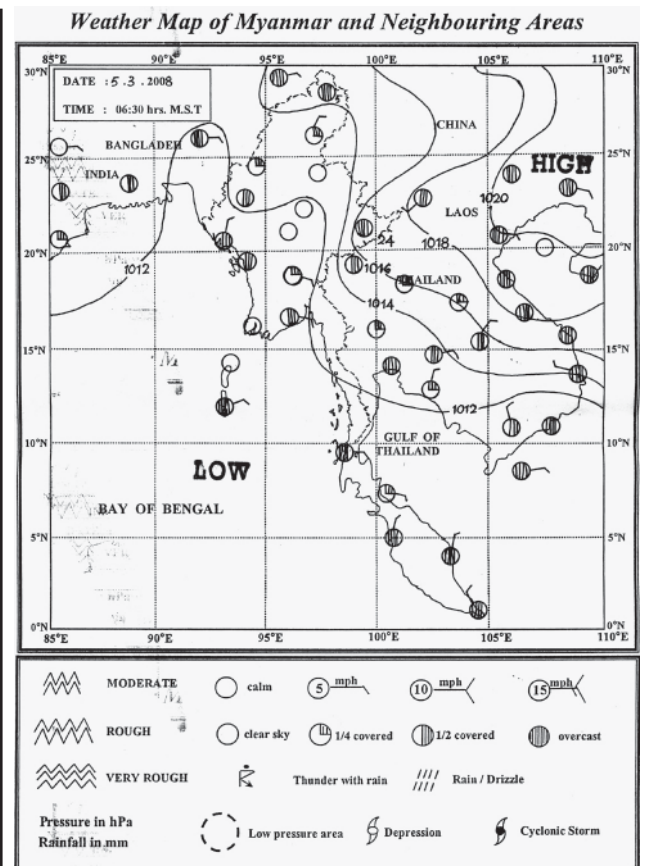 Weather Map of Myanmar and Neighbouring Areas
85°E 90°E 95°E 100°E 105°E 110°E
30°N 30°N
DATE : 5.3.2008
TIME : 06:30 hrs. M.S.T
CHINA
BANGLADEH
25°N 25°N
HIGH
INDIA
1020
LAOS
24
1018
20°N 20°N
1012
1016
THAILAND
1014
15°N 15°N
1012
10°N 10°N
GULF OF
THAILAND
LOW
BAY OF BENGAL
5°N 5°N
0°N 0°N
85°E 90°E 95°E 100°E 105°E 110°E
MODERATE calm 5 mph 10 mph 15 mph
ROUGH clear sky 1/4 covered 1/2 covered overcast
VERY ROUGH Thunder with rain Rain / Drizzle
Pressure in hPa
Rainfall in mm
Low pressure area Depression Cyclonic Storm